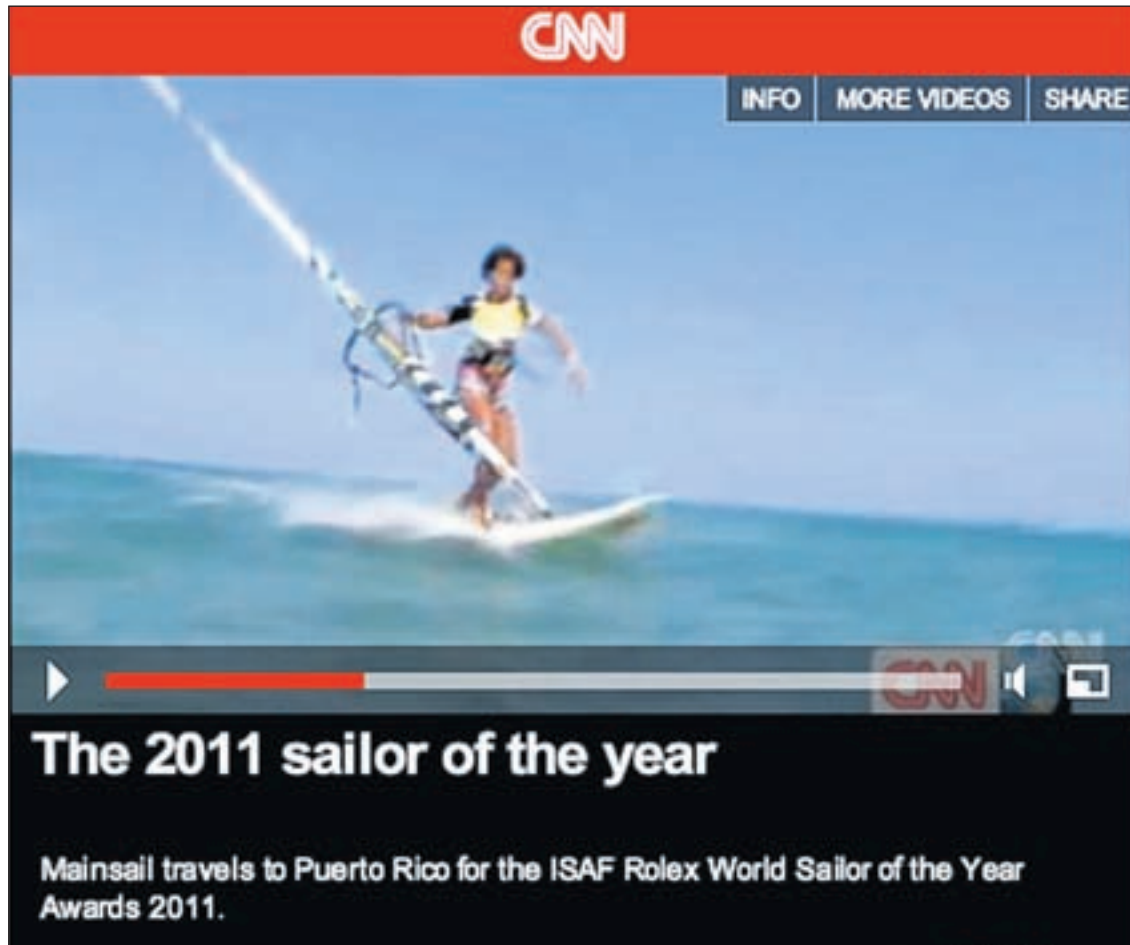 CNN
INFO MORE VIDEOS SHARE
CNN
CNN
The 2011 sailor of the year
Mainsail travels to Puerto Rico for the ISAF Rolex World Sailor of the Year
Awards 2011.